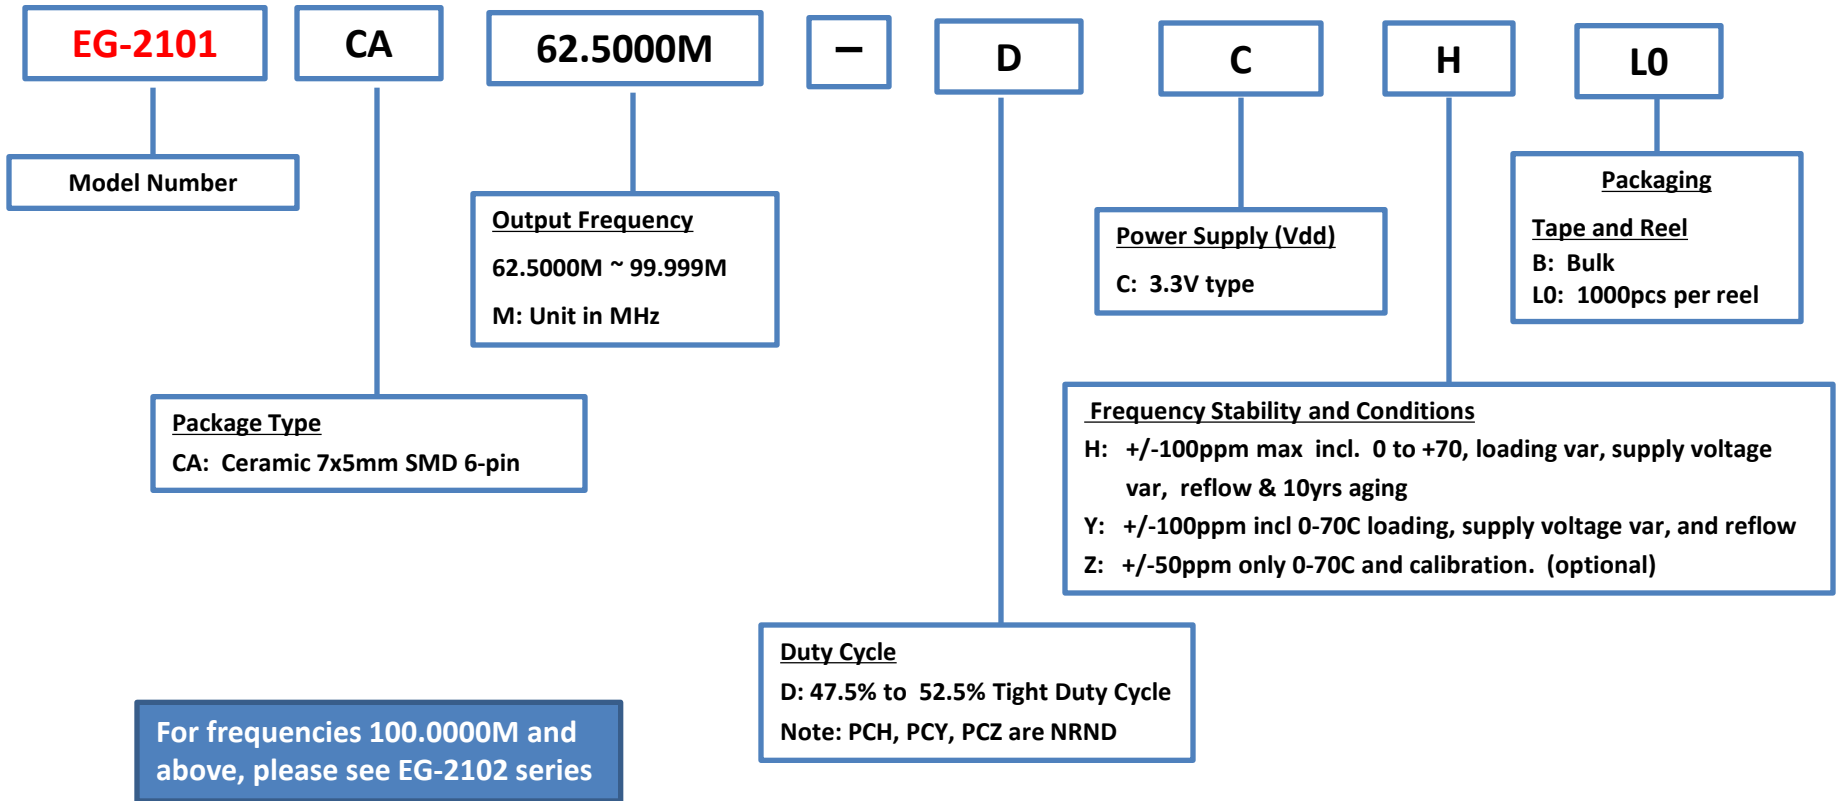 EG-2101
CA
62.5000M
–
D
C
H
L0
Model Number
Output Frequency
62.5000M ~ 99.999M
M: Unit in MHz
Power Supply (Vdd)
C: 3.3V type
Packaging
Tape and Reel
B: Bulk
L0: 1000pcs per reel
Package Type
CA: Ceramic 7x5mm SMD 6-pin
Frequency Stability and Conditions
H: +/-100ppm max incl. 0 to +70, loading var, supply voltage
var, reflow & 10yrs aging
Y: +/-100ppm incl 0-70C loading, supply voltage var, and reflow
Z: +/-50ppm only 0-70C and calibration. (optional)
Duty Cycle
D: 47.5% to 52.5% Tight Duty Cycle
Note: PCH, PCY, PCZ are NRND
For frequencies 100.0000M and
above, please see EG-2102 series